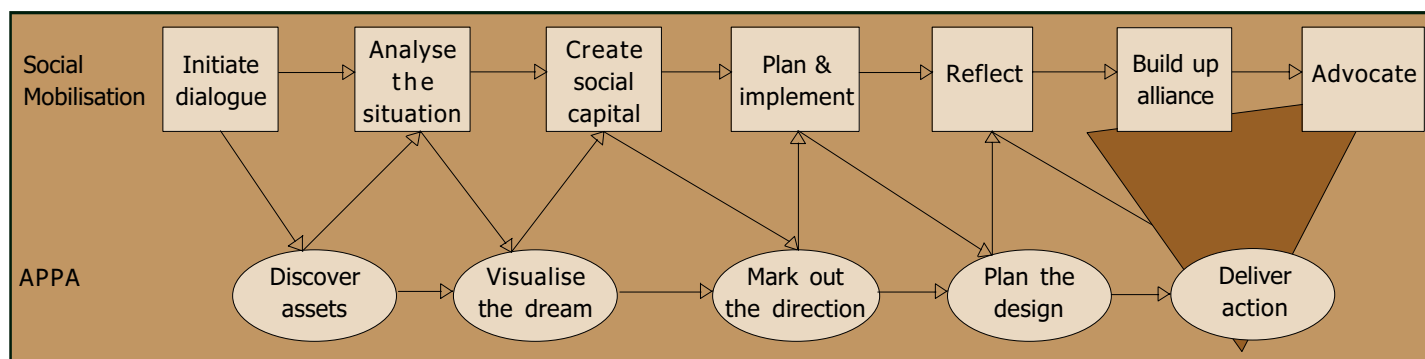 Social
Mobilisation
Initiate
dialogue
Analyse
the
situation
Create
social
capital
Plan &
implement
Reflect
Build up
alliance
Advocate
APPA
Discover
assets
Visualise
the dream
Mark out
the direction
Plan the
design
Deliver
action